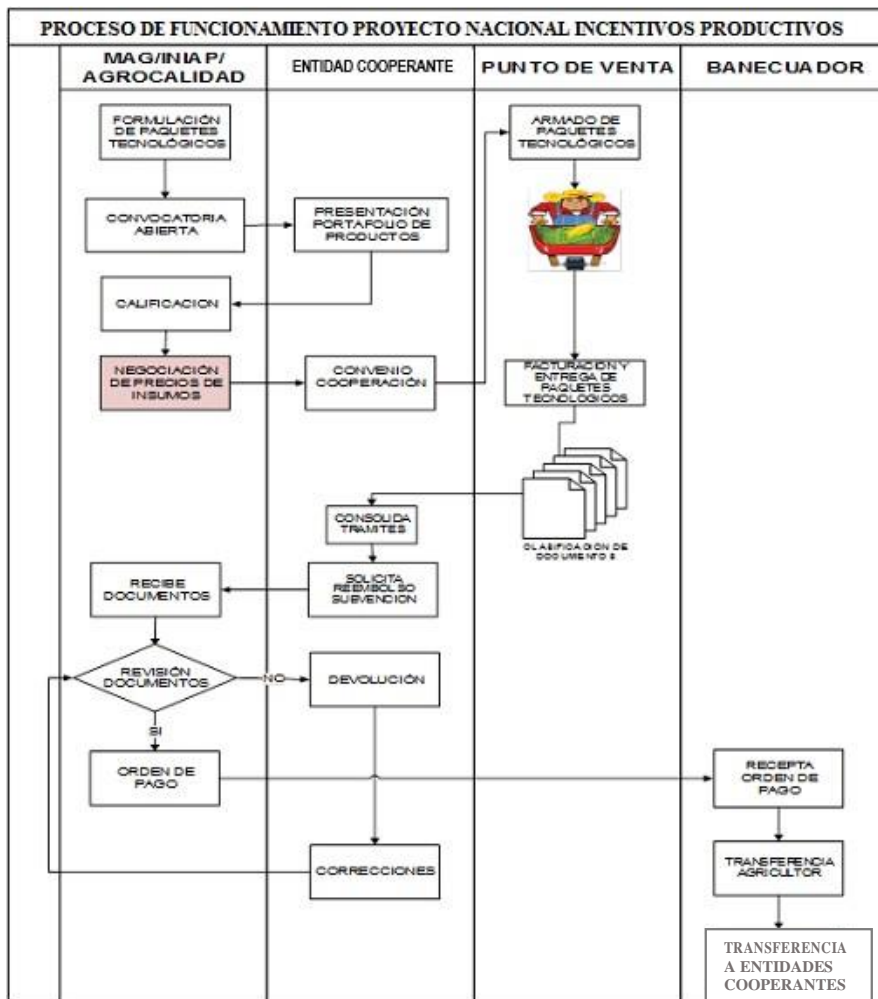 PROCESO DE FUNCIONAMIENTO PROYECTO NACIONAL INCENTIVOS PRODUCTIVOS
MAG/INIAP/
AGROCALIDAD
ENTIDAD COOPERANTE
PUNTO DE VENTA
BANECUADOR
FORMULACIÓN
DE PAQUETES
TECNOLÓGICOS
ARMADO DE
PAQUETES
TECNOLÓGICOS
CONVOCATORIA
ABIERTA
PRESENTACIÓN
PORTAFOLIO DE
PRODUCTOS
CALIFICACION
NEGOCIACIÓN
DE PRECIOS DE
INSUMOS
CONVENIO
COOPERACIÓN
FACTURACION Y
ENTREGA DE
PAQUETES
TECNOLOGICOS
CLASIFICACION DE
DOCUMENTOS
CONSOLIDA
TRAMITES
SOLICITA
REEMBOLSO
SUBVENCION
RECIBE
DOCUMENTOS
REVISIÓN
DOCUMENTOS
NO
DEVOLUCIÓN
SI
ORDEN DE
PAGO
RECEPTA
ORDEN DE
PAGO
CORRECCIONES
TRANSFERENCIA
AGRICULTOR
TRANSFERENCIA
A ENTIDADES
COOPERANTES